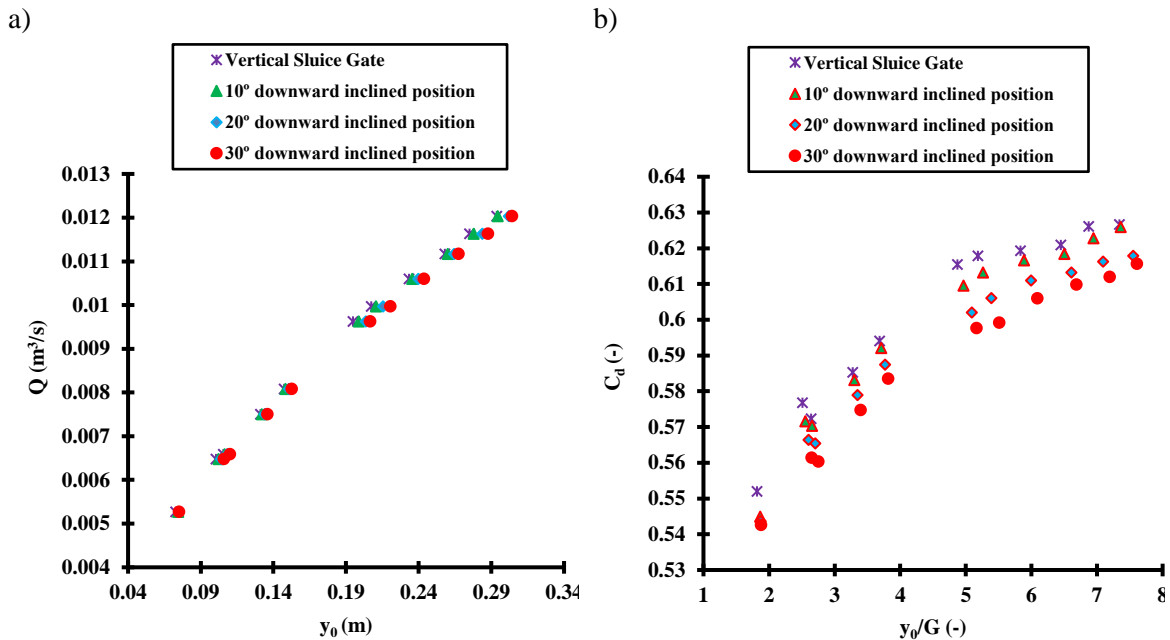 a)
Vertical Sluice Gate
10º downward inclined position
20º downward inclined position
30º downward inclined position
0.013
0.012
0.011
0.01
0.009
0.008
0.007
0.006
0.005
0.004
Q (m³/s)
0.04 0.09 0.14 0.19 0.24 0.29 0.34
y₀ (m)
b)
Vertical Sluice Gate
10º downward inclined position
20º downward inclined position
30º downward inclined position
0.64
0.63
0.62
0.61
0.6
0.59
0.58
0.57
0.56
0.55
0.54
0.53
C_d (-)
1 2 3 4 5 6 7 8
y₀/G (-)